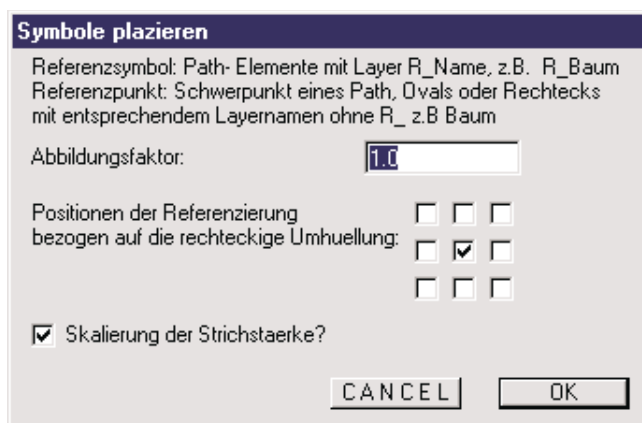 Symbole plazieren
Referenzsymbol: Path- Elemente mit Layer R_Name, z.B. R_Baum
Referenzpunkt: Schwerpunkt eines Path, Ovals oder Rechtecks
mit entsprechendem Layernamen ohne R_ z.B Baum
Abbildungsfaktor: 1.0
Positionen der Referenzierung
bezogen auf die rechteckige Umhuellung:
Skalierung der Strichstaerke?
CANCEL OK